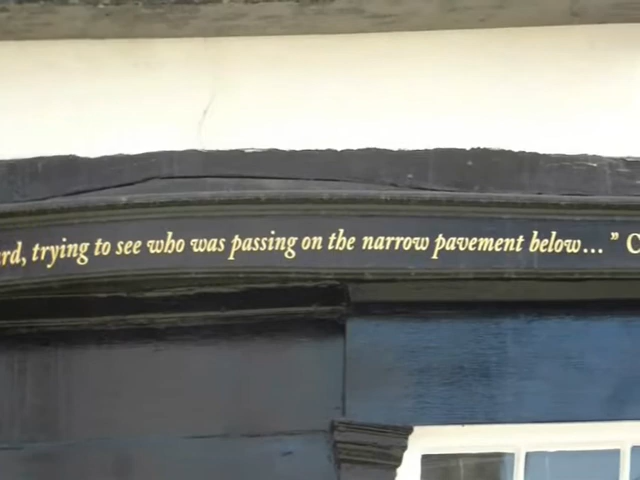 rd, trying to see who was passing on the narrow pavement below..." C